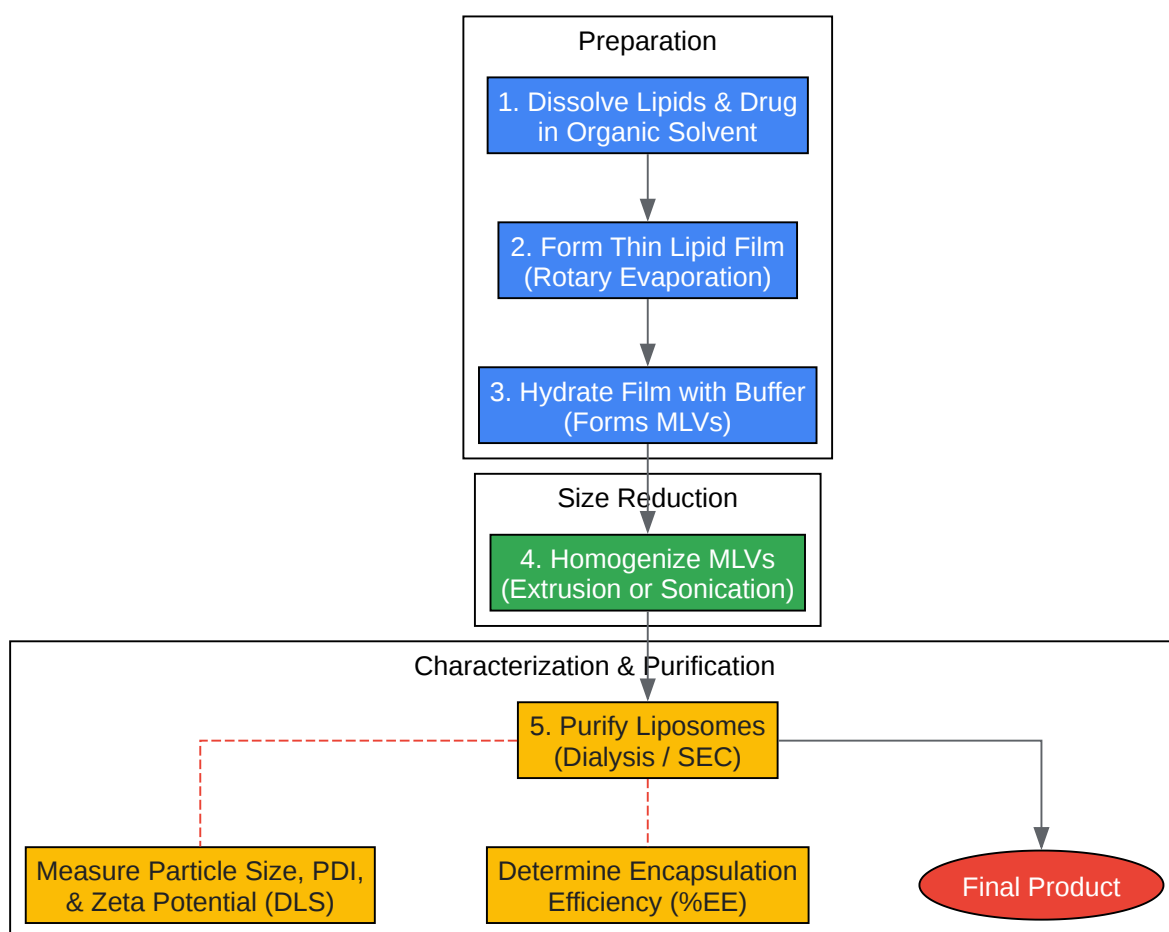 Preparation
1. Dissolve Lipids & Drug
in Organic Solvent
2. Form Thin Lipid Film
(Rotary Evaporation)
3. Hydrate Film with Buffer
(Forms MLVs)
Size Reduction
4. Homogenize MLVs
(Extrusion or Sonication)
Characterization & Purification
5. Purify Liposomes
(Dialysis / SEC)
Measure Particle Size, PDI,
& Zeta Potential (DLS)
Determine Encapsulation
Efficiency (%EE)
Final Product